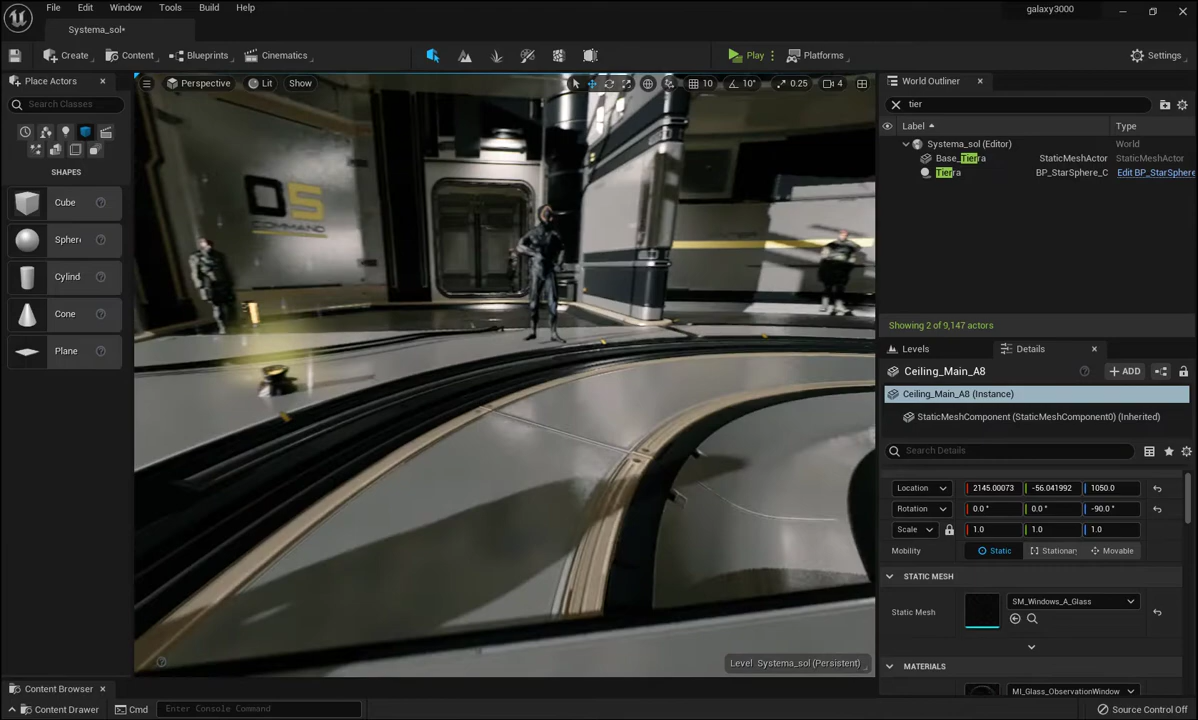 File Edit Window Tools Build Help
galaxy3000
Systema_sol•
Create Content Blueprints Cinematics Play Platforms Settings
Place Actors
Search Classes
SHAPES
Cube
Spher
Cylind
Cone
Plane
Perspective Lit Show 10 10° 0.25 4
05
COMMAND
Level Systema_sol (Persistent)
World Outliner
tier
Label Type
Systema_sol (Editor) World
Base_Tierra StaticMeshActor StaticMeshActor
Tierra BP_StarSphere_C Edit BP_StarSphere
Showing 2 of 9,147 actors
Levels Details
Ceiling_Main_A8 ADD
Ceiling_Main_A8 (Instance)
StaticMeshComponent (StaticMeshComponent0) (Inherited)
Search Details
Location 2145.00073 -56.041992 1050.0
Rotation 0.0 ° 0.0 ° -90.0 °
Scale 1.0 1.0 1.0
Mobility Static Stationary Movable
STATIC MESH
Static Mesh SM_Windows_A_Glass
MATERIALS
MI_Glass_ObservationWindow
Content Browser
Content Drawer Cmd Enter Console Command Source Control Off